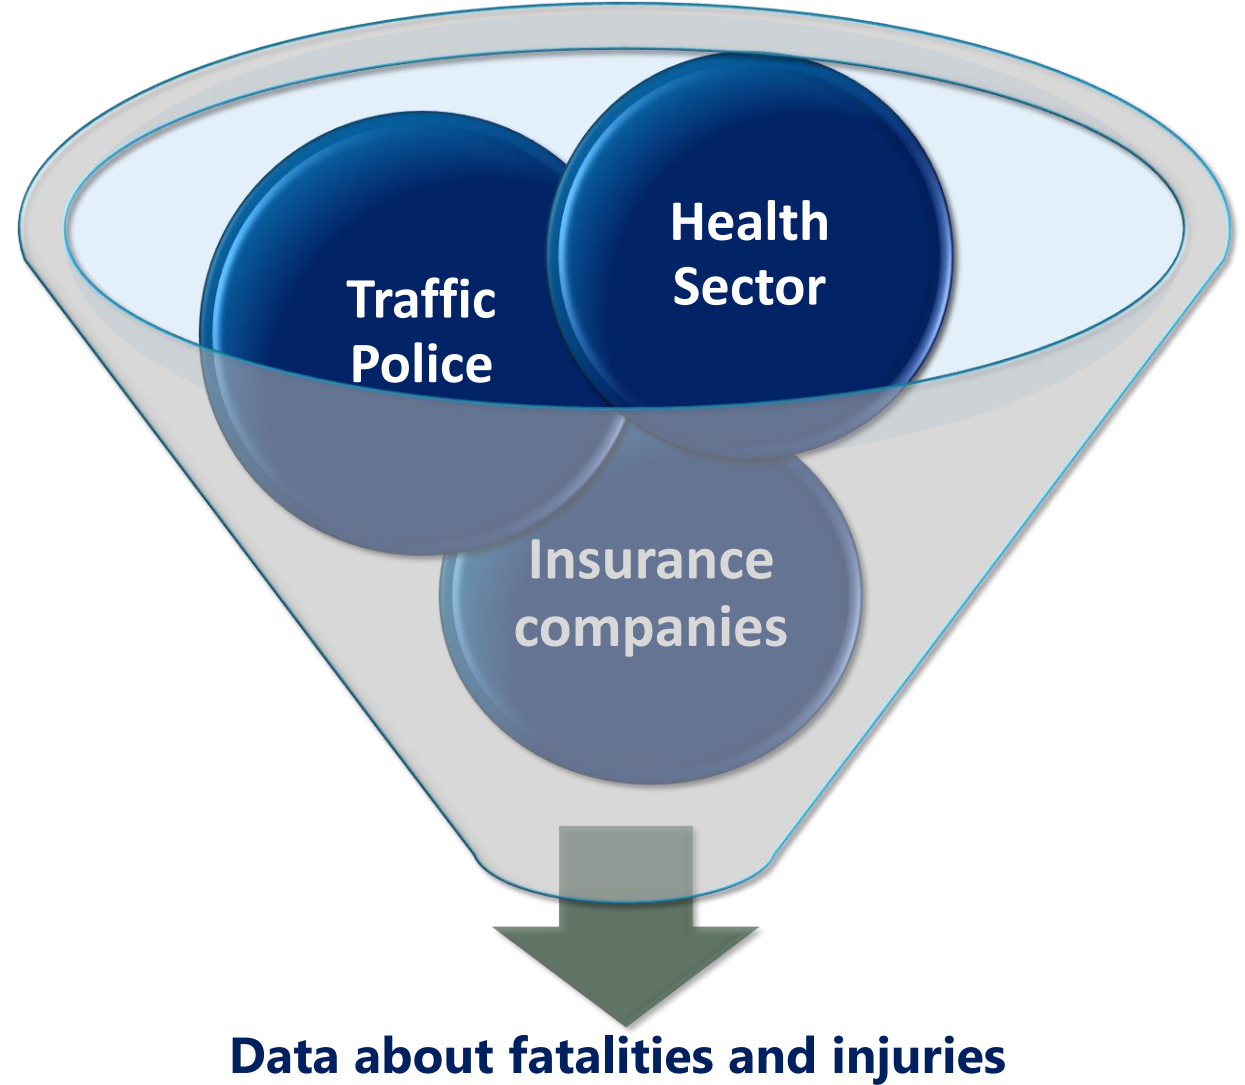 Health
Sector
Traffic
Police
Insurance
companies
Data about fatalities and injuries